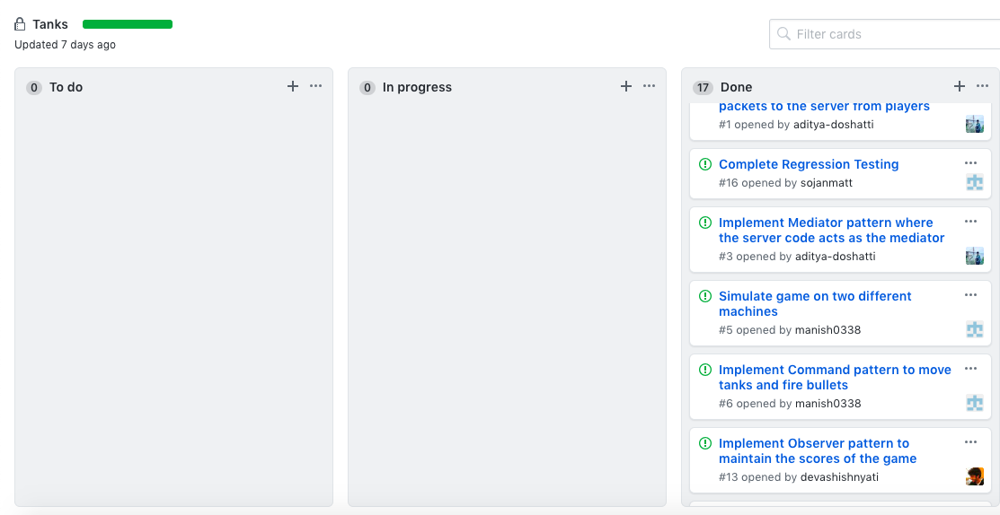 Tanks
Updated 7 days ago
Filter cards
0 To do
0 In progress
17 Done
packets to the server from players
#1 opened by aditya-doshatti
Complete Regression Testing
#16 opened by sojanmatt
Implement Mediator pattern where
the server code acts as the mediator
#3 opened by aditya-doshatti
Simulate game on two different
machines
#5 opened by manish0338
Implement Command pattern to move
tanks and fire bullets
#6 opened by manish0338
Implement Observer pattern to
maintain the scores of the game
#13 opened by devashishnyati